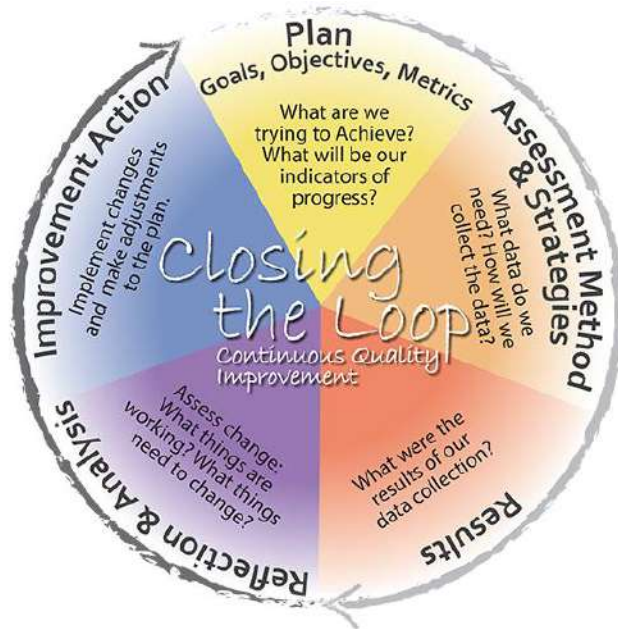 Plan
Goals, Objectives, Metrics
What are we
trying to Achieve?
What will be our
indicators of
progress?
Assessment Method
& Strategies
What data do we
need? How will we
collect the data?
Results
What were the
results of our
data collection?
Reflection & Analysis
Assess change:
What things are
working? What things
need to change?
Improvement Action
Implement changes
and make adjustments
to the plan.
Closing
the Loop
Continuous Quality
Improvement